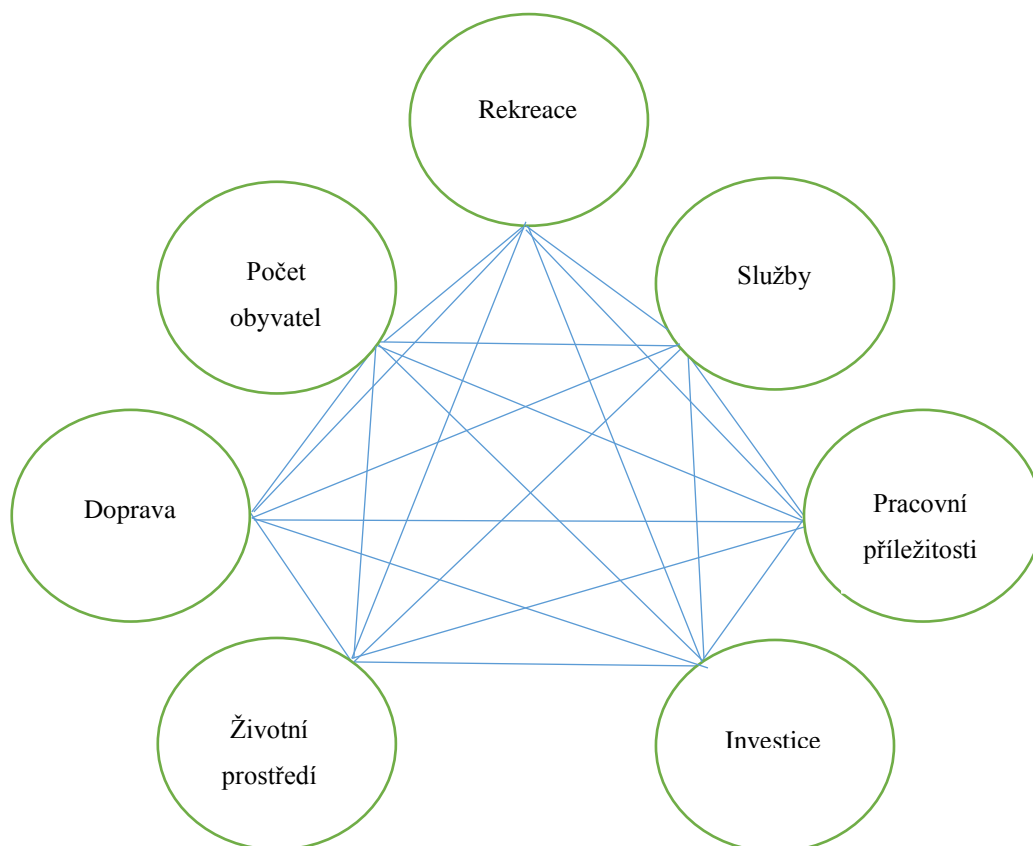 Rekreace
Počet
obyvatel
Služby
Doprava
Pracovní
příležitosti
Životní
prostředí
Investice